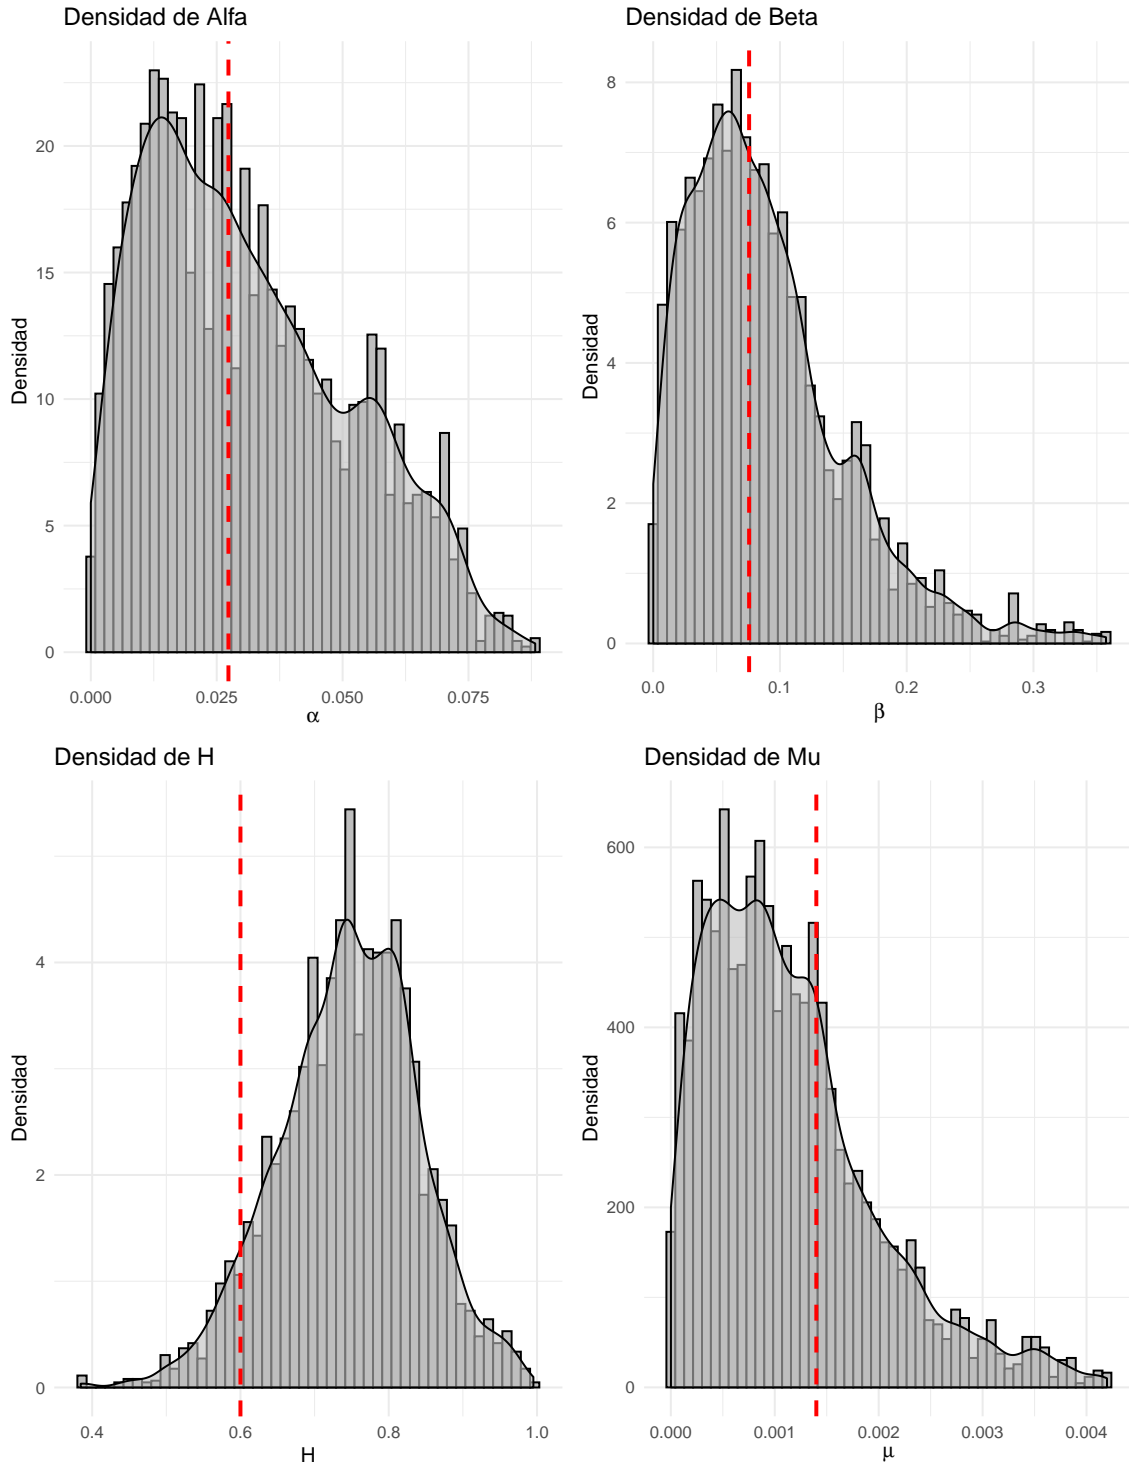 Densidad de Alfa
Densidad
20
15
10
5
0
0.000 0.025 0.050 0.075
α
Densidad de Beta
Densidad
8
6
4
2
0
0.0 0.1 0.2 0.3
β
Densidad de H
Densidad
4
2
0
0.4 0.6 0.8 1.0
H
Densidad de Mu
Densidad
600
400
200
0
0.000 0.001 0.002 0.003 0.004
μ